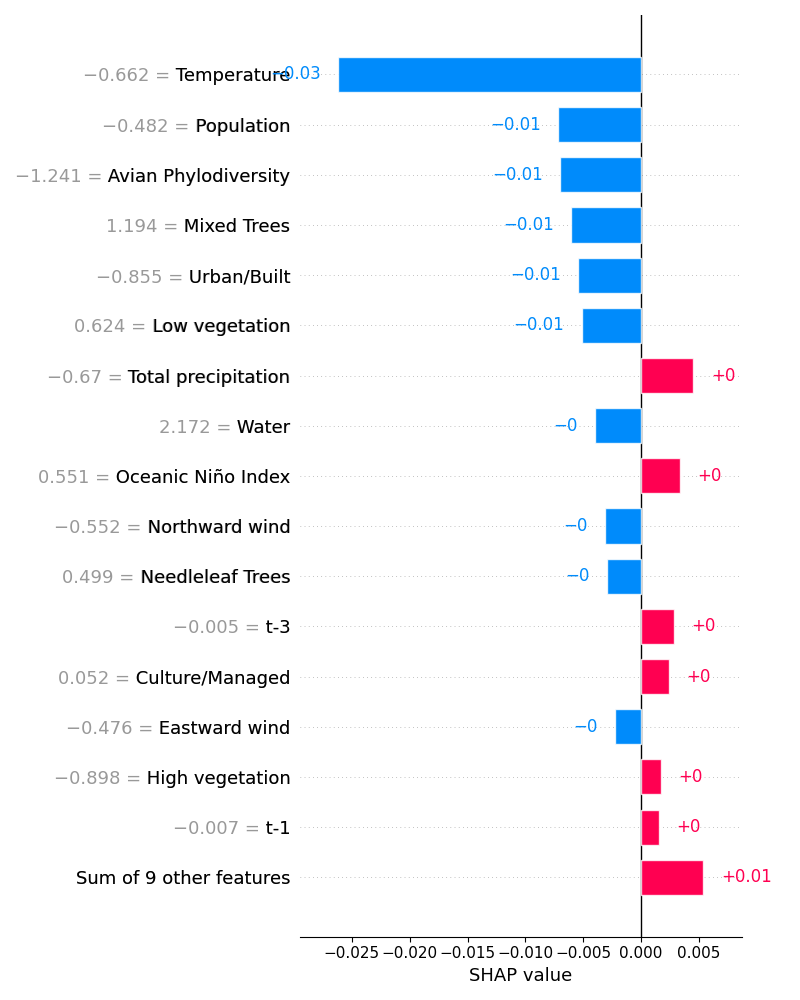 −0.662 = Temperature −0.03
−0.482 = Population −0.01
−1.241 = Avian Phylodiversity −0.01
1.194 = Mixed Trees −0.01
−0.855 = Urban/Built −0.01
0.624 = Low vegetation −0.01
−0.67 = Total precipitation +0
2.172 = Water −0
0.551 = Oceanic Niño Index +0
−0.552 = Northward wind −0
0.499 = Needleleaf Trees −0
−0.005 = t-3 +0
0.052 = Culture/Managed +0
−0.476 = Eastward wind −0
−0.898 = High vegetation +0
−0.007 = t-1 +0
Sum of 9 other features +0.01
−0.025 −0.020 −0.015 −0.010 −0.005 0.000 0.005
SHAP value